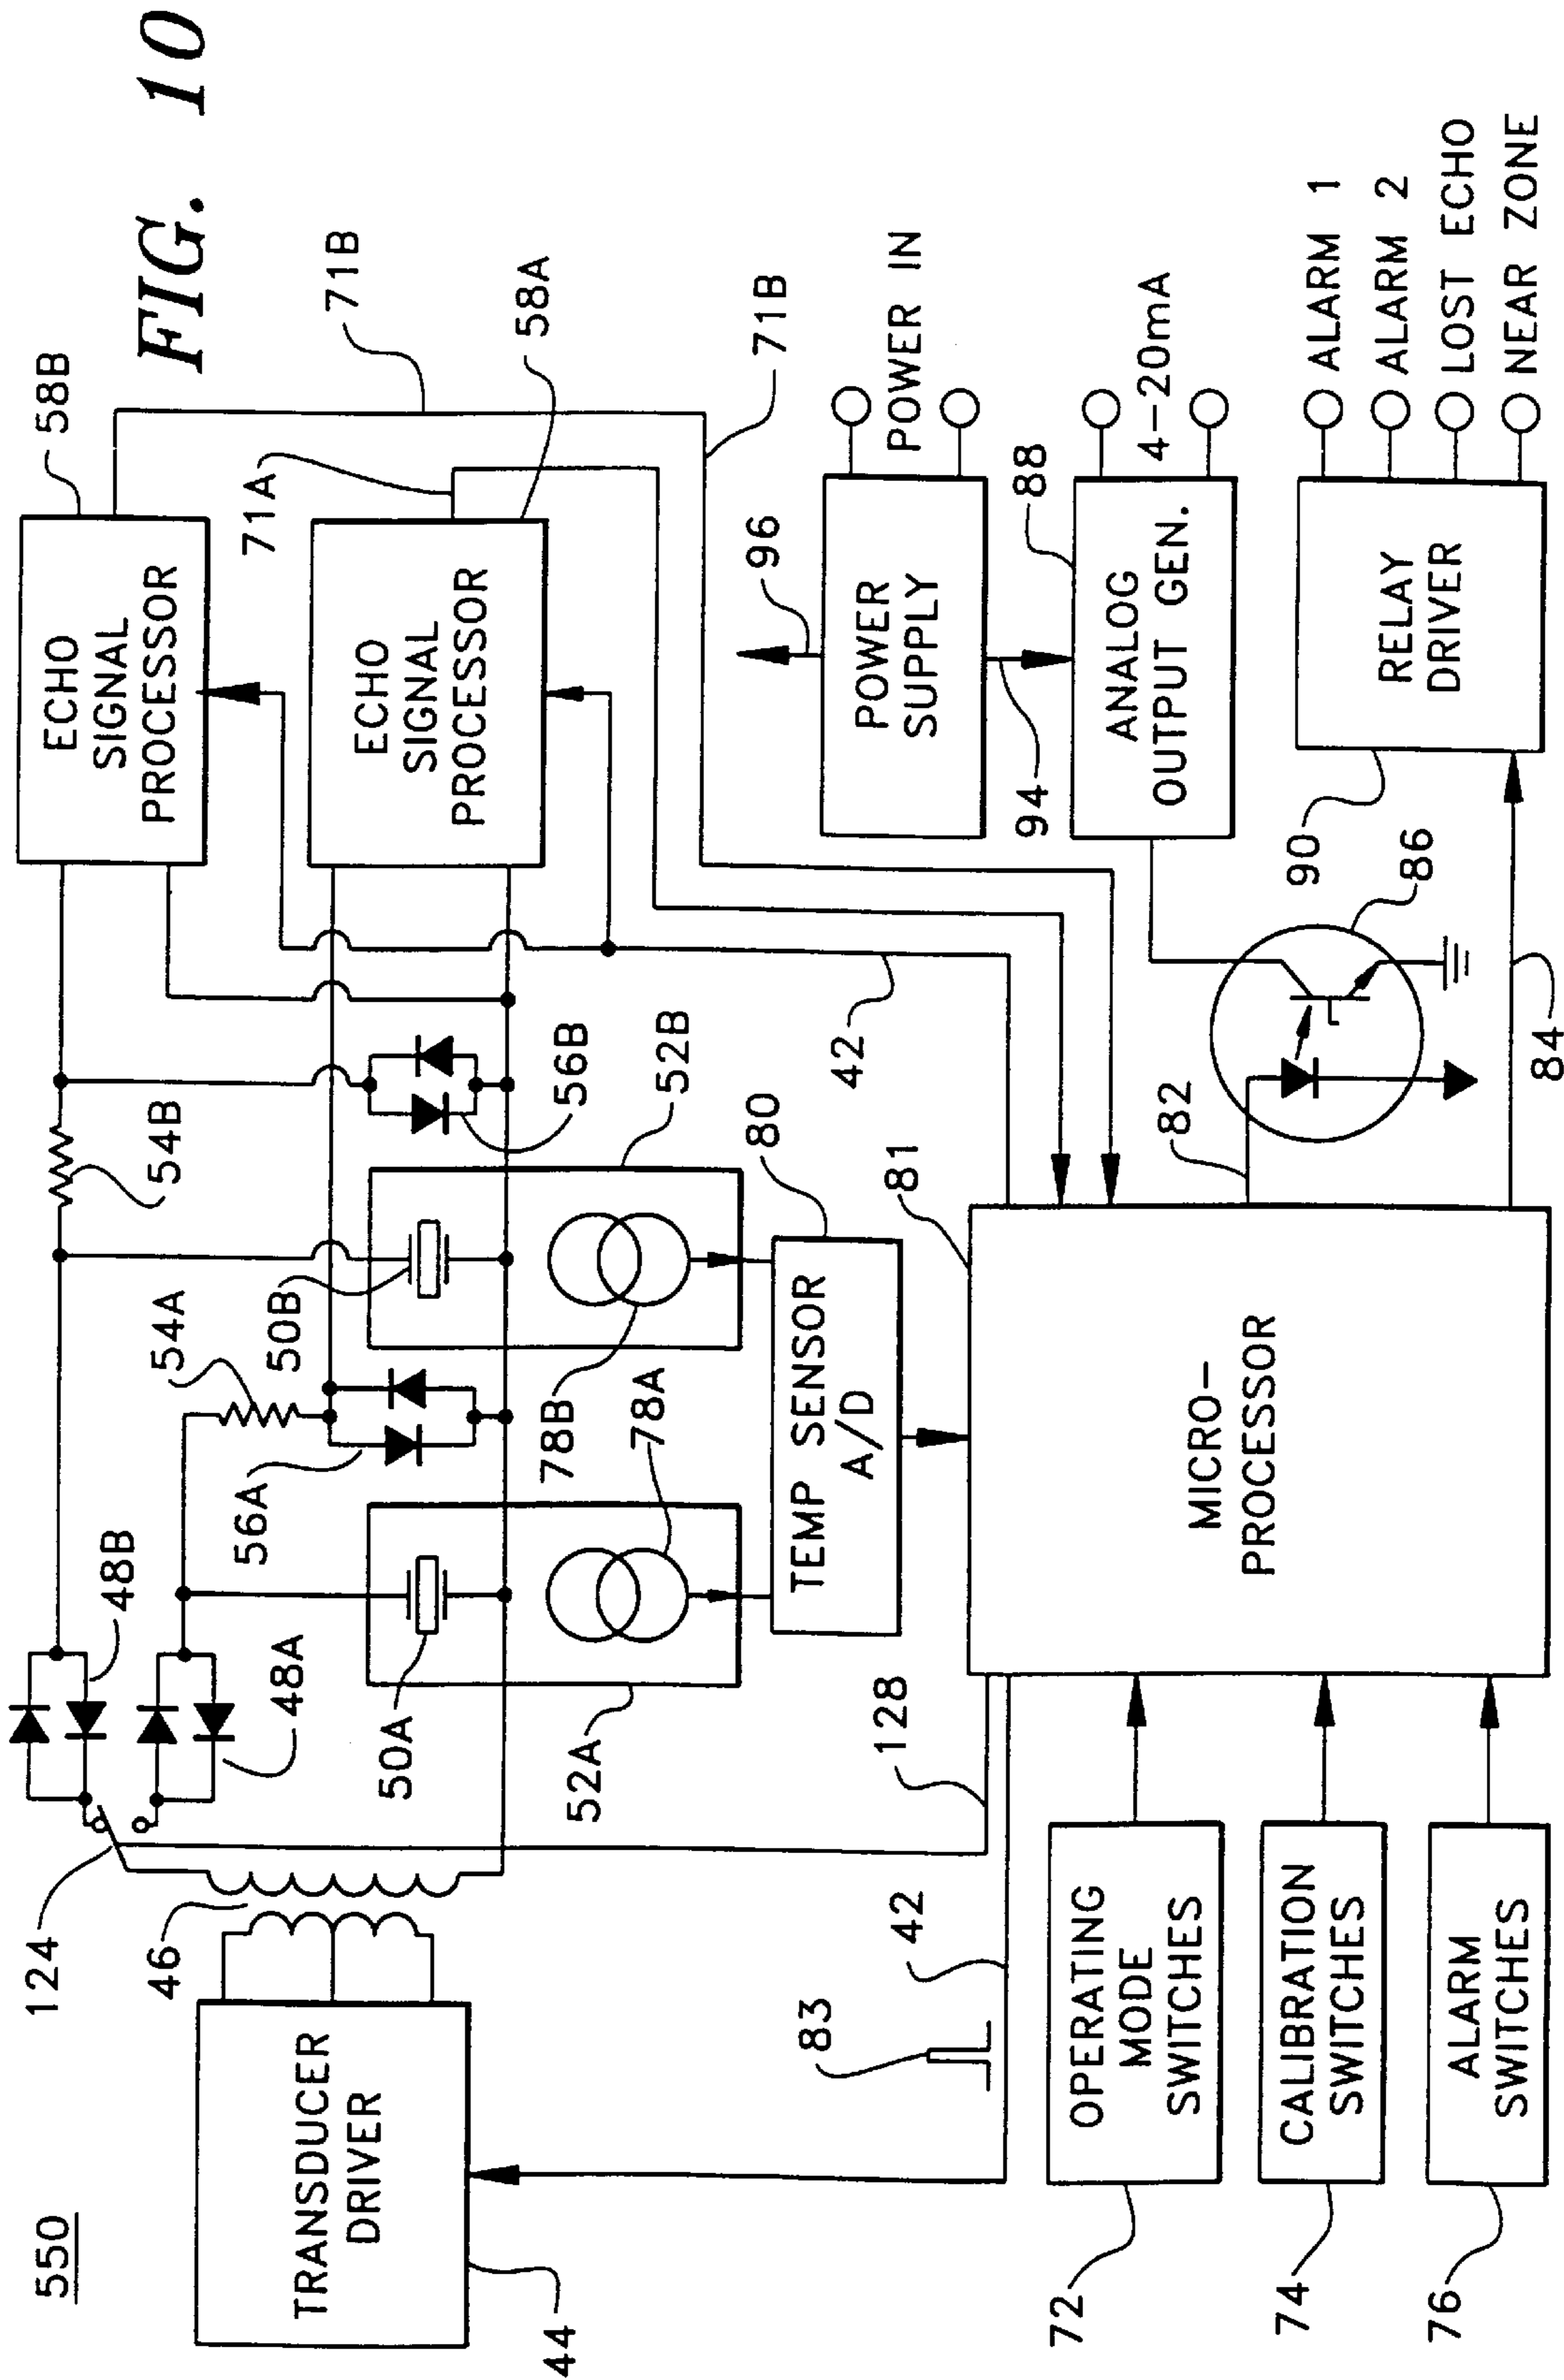 FIG. 10
550
TRANSDUCER
DRIVER
44
46
124
48B
48A
54B
54A
56A
56B
50A
50B
52A
52B
78A
78B
58B
ECHO
SIGNAL
PROCESSOR
71B
71A
ECHO
SIGNAL
PROCESSOR
58A
71B
42
TEMP SENSOR
A/D
80
128
42
83
OPERATING
MODE
SWITCHES
72
CALIBRATION
SWITCHES
74
ALARM
SWITCHES
76
MICRO-
PROCESSOR
81
82
84
86
96
POWER
SUPPLY
POWER IN
94
ANALOG
OUTPUT GEN.
88
4-20mA
RELAY
DRIVER
90
ALARM 1
ALARM 2
LOST ECHO
NEAR ZONE